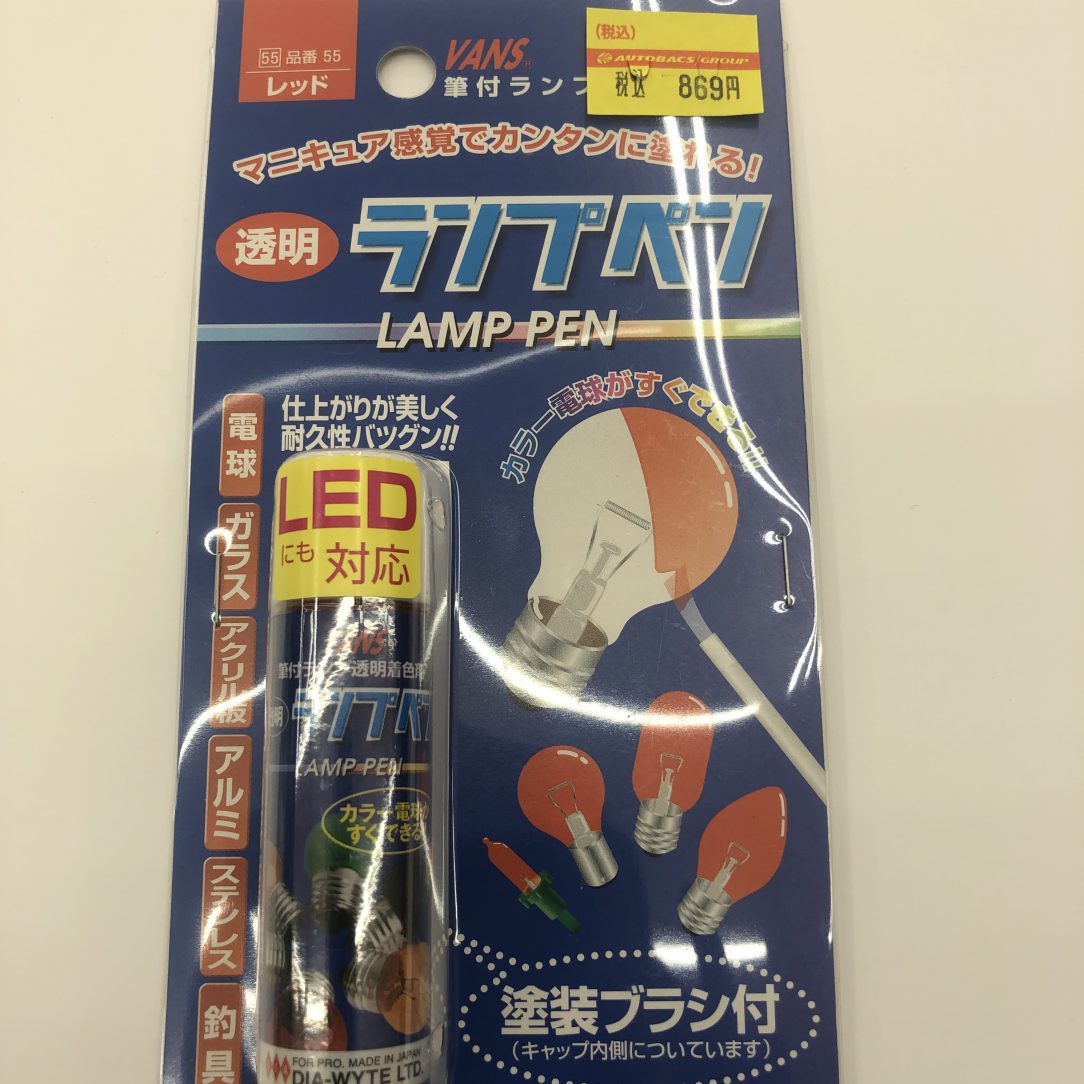 55 品番 55
レッド
VANS®
筆付ランプ
(税込)
AUTOBACS GROUP
税込 869円
マニキュア感覚でカンタンに塗れる!
透明
ランプペン
LAMP PEN
仕上がりが美しく
耐久性バツグン!!
カラー電球がすぐできる!!
電球
ガラス
アクリル板
アルミ
ステンレス
釣具
LED
にも対応
VANS
筆付ランプ透明着色剤
透明
ランプペン
LAMP PEN
カラー電球が
すぐできる
FOR PRO. MADE IN JAPAN
DIA-WYTE LTD.
塗装ブラシ付
(キャップ内側についています)